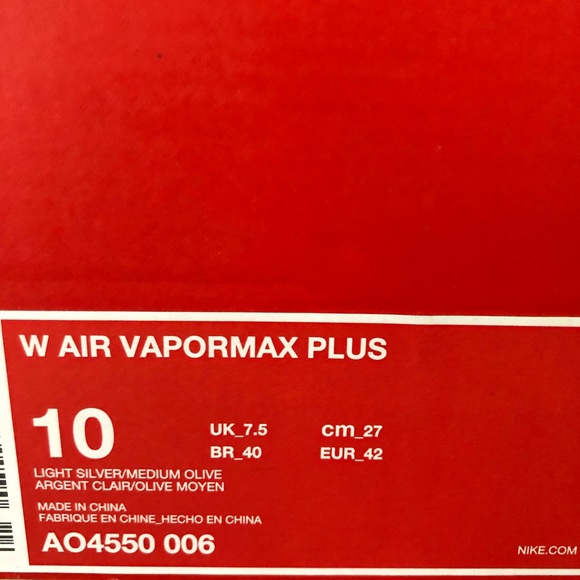 W AIR VAPORMAX PLUS
10
UK_7.5 cm_27
BR_40 EUR_42
LIGHT SILVER/MEDIUM OLIVE
ARGENT CLAIR/OLIVE MOYEN
MADE IN CHINA
FABRIQUE EN CHINE_HECHO EN CHINA
AO4550 006
NIKE.COM